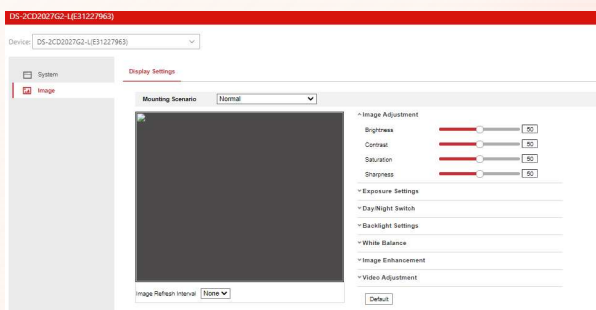 DS-2CD2027G2-L(E31227963)
Device: DS-2CD2027G2-L(E31227963)
System
Image
Display Settings
Mounting Scenario Normal
Image Adjustment
Brightness 50
Contrast 50
Saturation 50
Sharpness 50
Exposure Settings
Day/Night Switch
Backlight Settings
White Balance
Image Enhancement
Video Adjustment
Image Refresh Interval None
Default